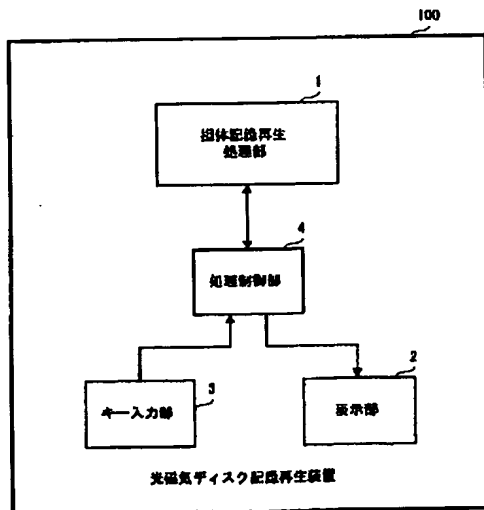 100
1
担体記録再生
処理部
4
処理制御部
3
キー入力部
2
表示部
光磁気ディスク記録再生装置